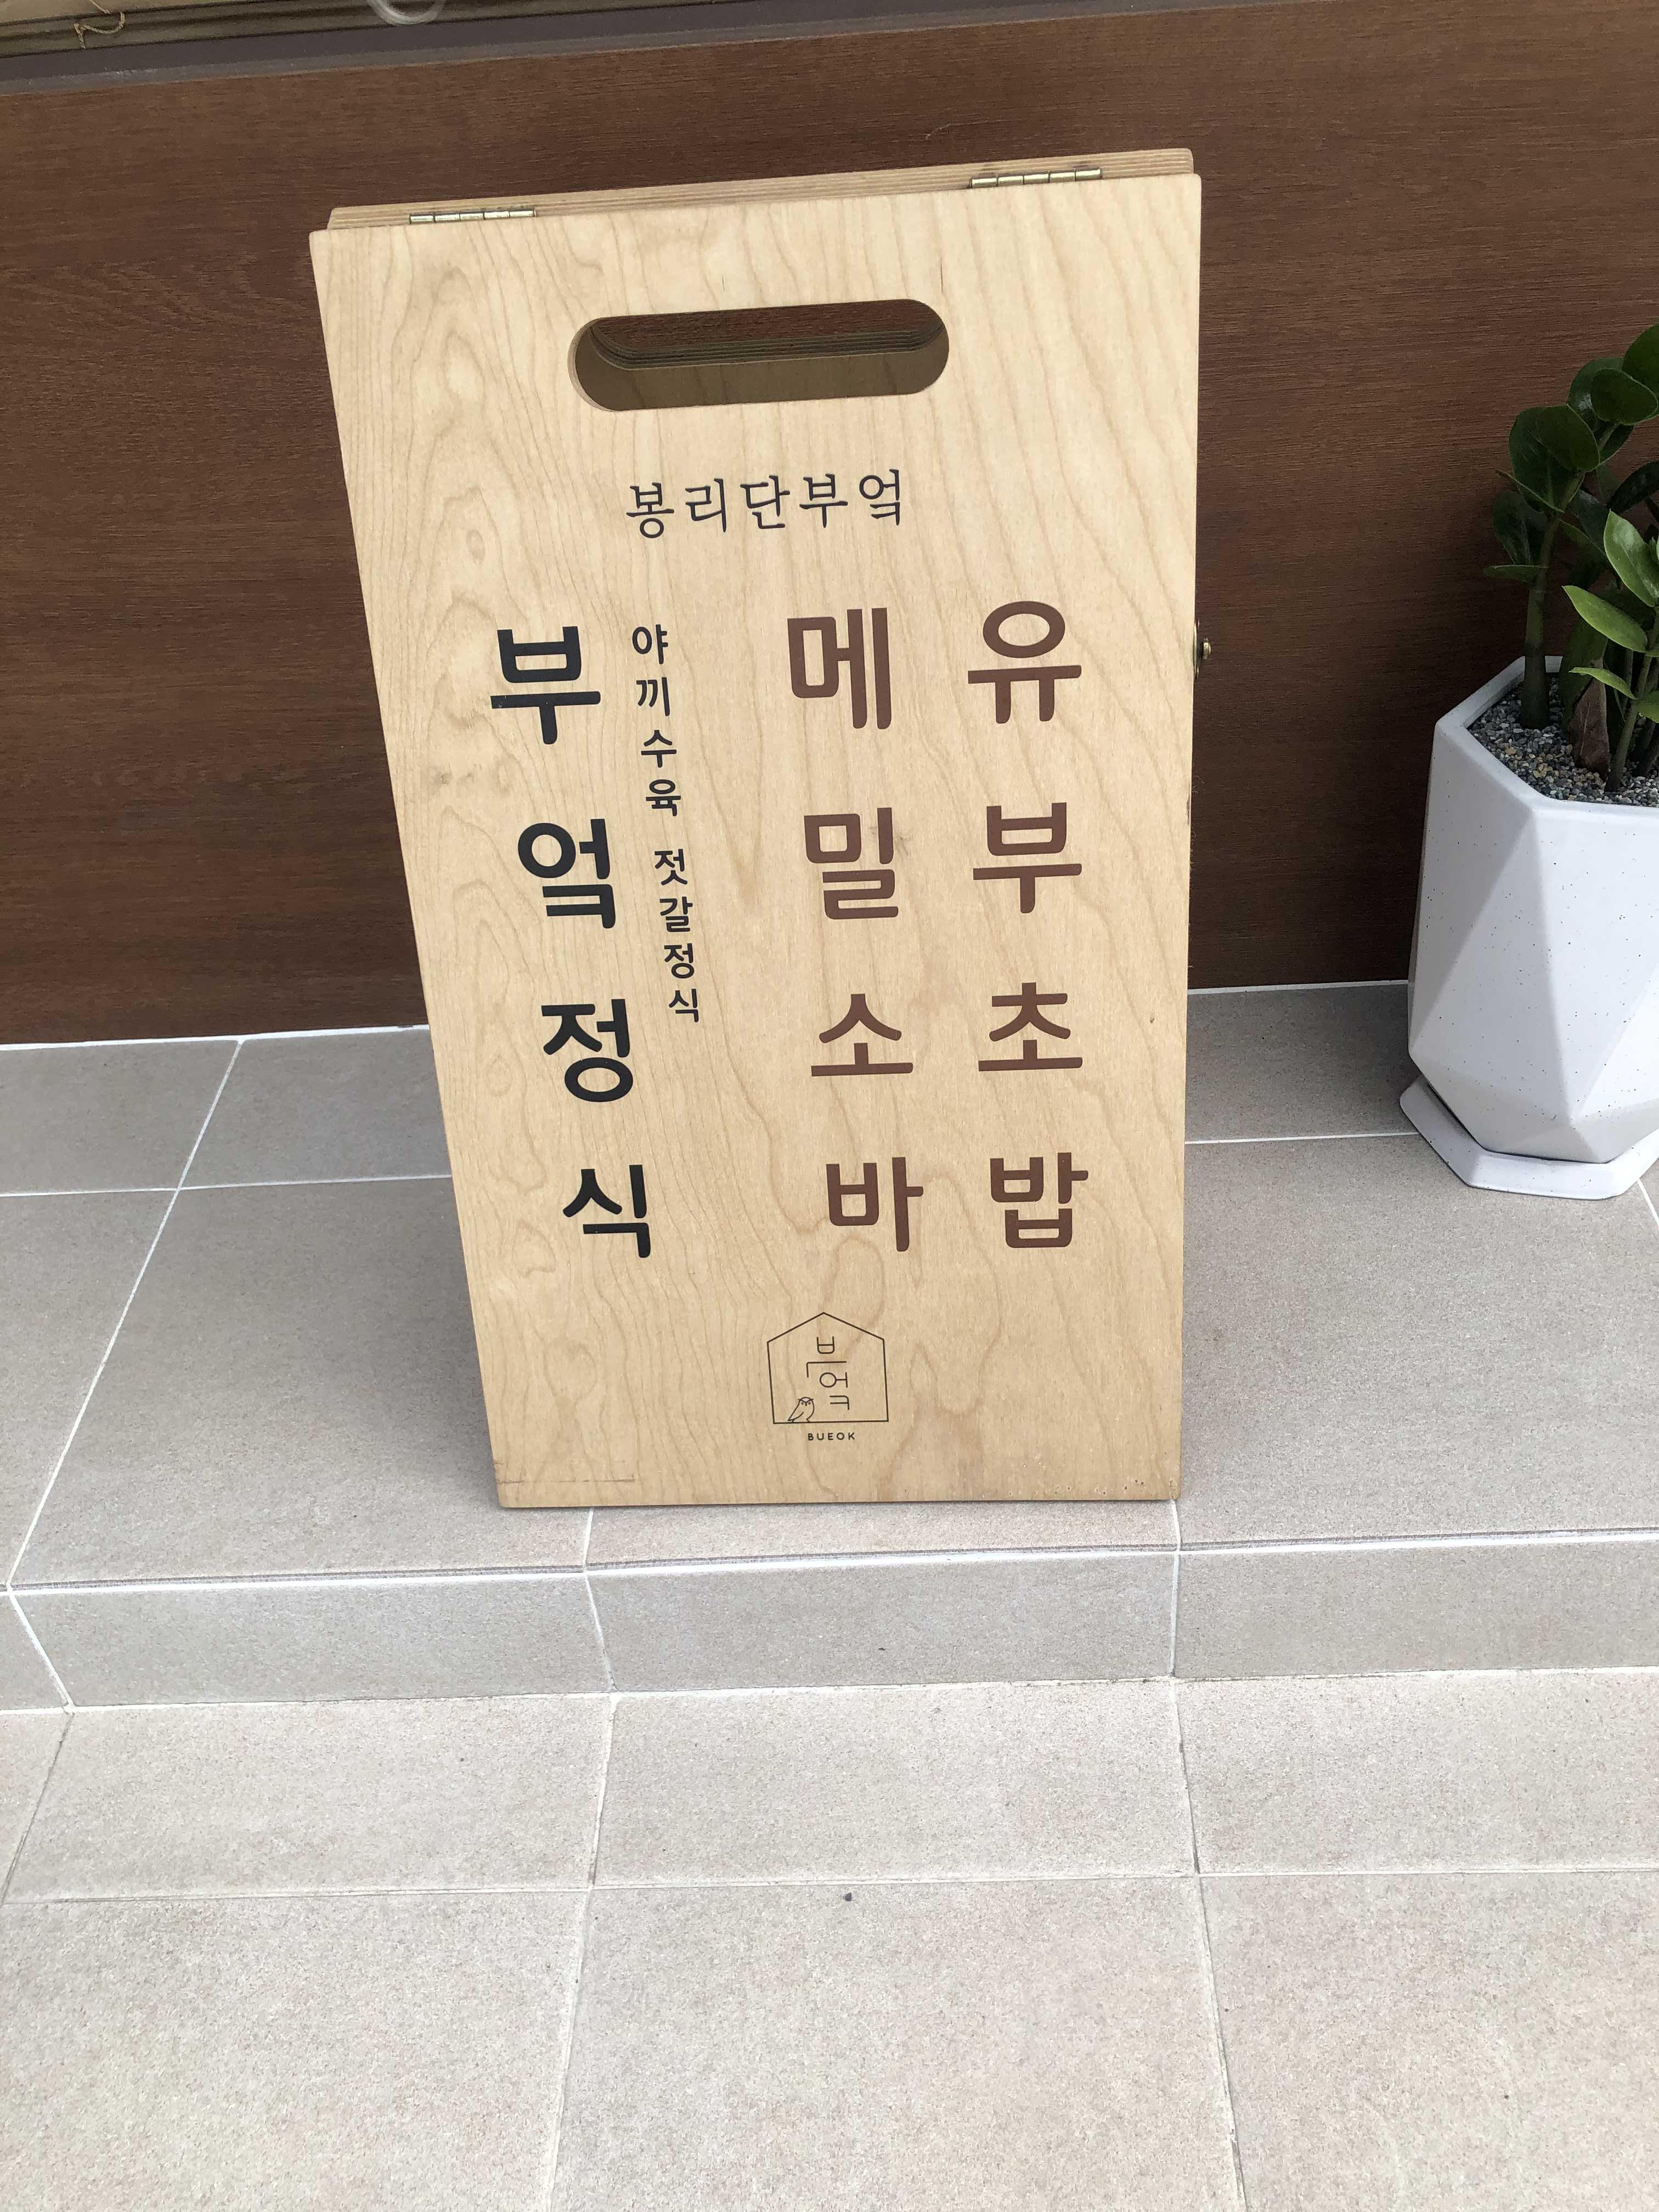 봉리단부엌
부엌정식
야끼수육 젓갈정식
메밀소바
유부초밥
부엌
BUEOK